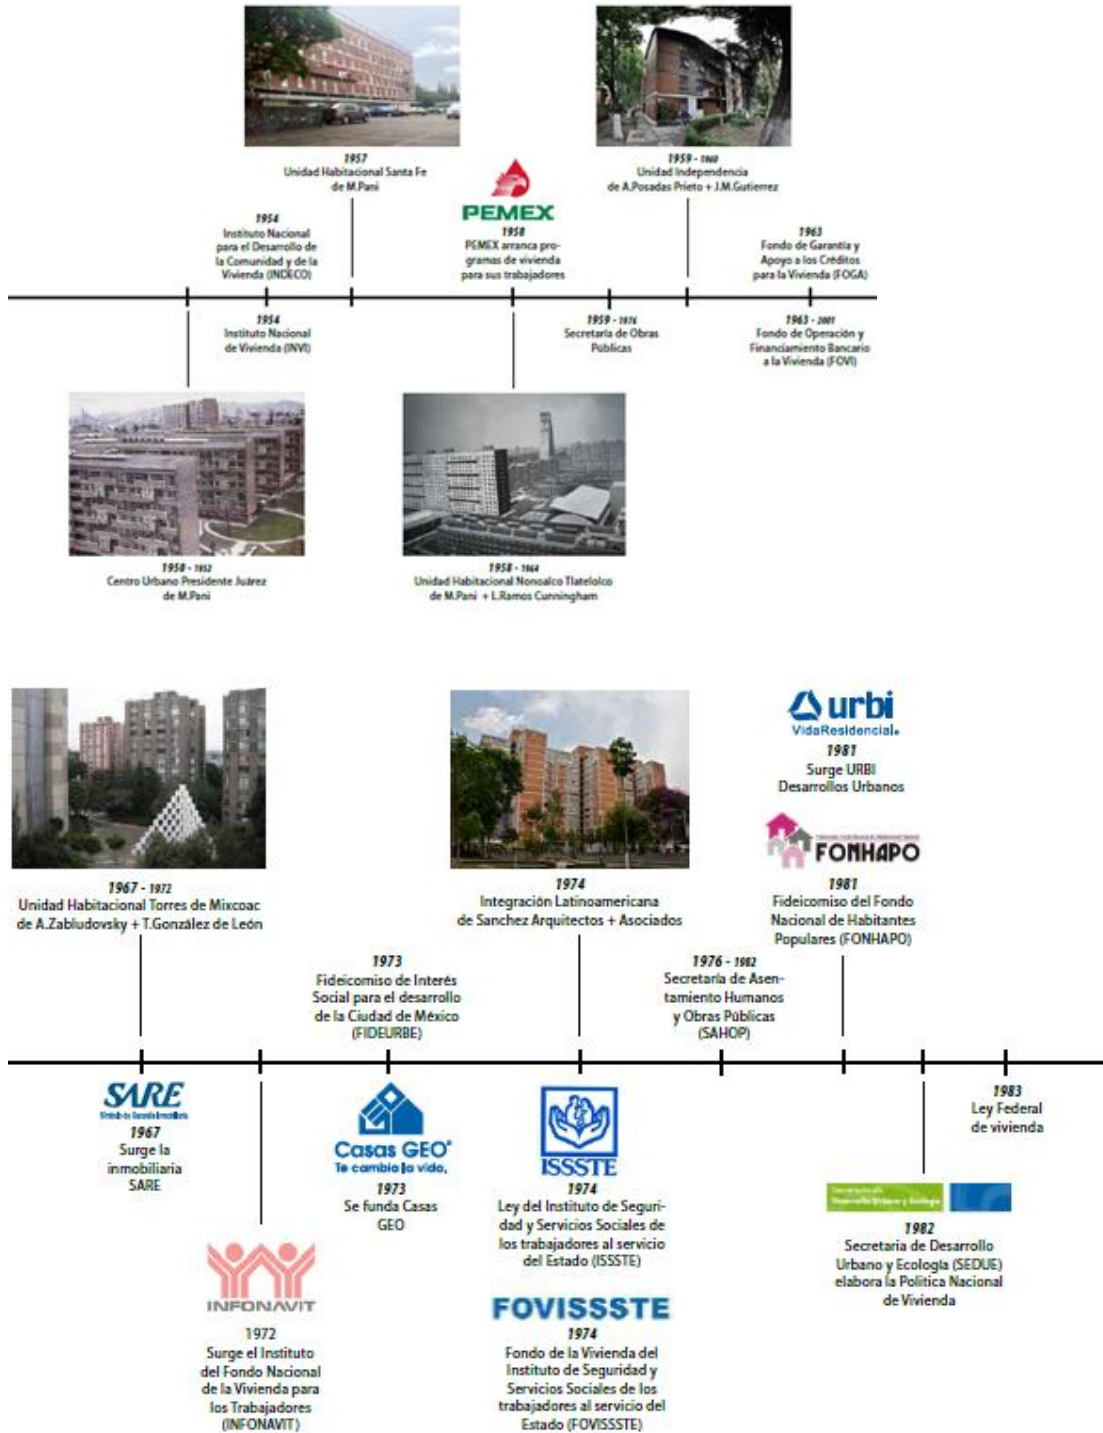 1957
Unidad Habitacional Santa Fe
de M.Pani
PEMEX
1958
PEMEX arranca pro-
gramas de vivienda
para sus trabajadores
1959 - 1960
Unidad Independencia
de A.Posadas Prieto + J.M.Gutierrez
1954
Instituto Nacional
para el Desarrollo de
la Comunidad y de la
Vivienda (INDECO)
1963
Fondo de Garantía y
Apoyo a los Créditos
para la Vivienda (FOGA)
1954
Instituto Nacional
de Vivienda (INVI)
1959 - 1976
Secretaría de Obras
Públicas
1963 - 2001
Fondo de Operación y
Financiamiento Bancario
a la Vivienda (FOVI)
1950 - 1952
Centro Urbano Presidente Juárez
de M.Pani
1958 - 1964
Unidad Habitacional Nonoalco Tlatelolco
de M.Pani + L.Ramos Cunningham
1967 - 1972
Unidad Habitacional Torres de Mixcoac
de A.Zabludovsky + T.González de León
1973
Fideicomiso de Interés
Social para el desarrollo
de la Ciudad de México
(FIDEURBE)
1974
Integración Latinoamericana
de Sanchez Arquitectos + Asociados
1976 - 1982
Secretaría de Asen-
tamiento Humanos
y Obras Públicas
(SAHOP)
urbi
VidaResidencial.
1981
Surge URBI
Desarrollos Urbanos
FONHAPO
1981
Fideicomiso del Fondo
Nacional de Habitantes
Populares (FONHAPO)
SARE
1967
Surge la
inmobiliaria
SARE
INFONAVIT
1972
Surge el Instituto
del Fondo Nacional
de la Vivienda para
los Trabajadores
(INFONAVIT)
Casas GEO
Te cambia la vida.
1973
Se funda Casas
GEO
ISSSTE
1974
Ley del Instituto de Seguri-
dad y Servicios Sociales de
los trabajadores al servicio
del Estado (ISSSTE)
FOVISSSTE
1974
Fondo de la Vivienda del
Instituto de Seguridad y
Servicios Sociales de los
trabajadores al servicio del
Estado (FOVISSSTE)
1983
Ley Federal
de vivienda
Desarrollo Urbano y Ecología
1982
Secretaria de Desarrollo
Urbano y Ecología (SEDUE)
elabora la Política Nacional
de Vivienda